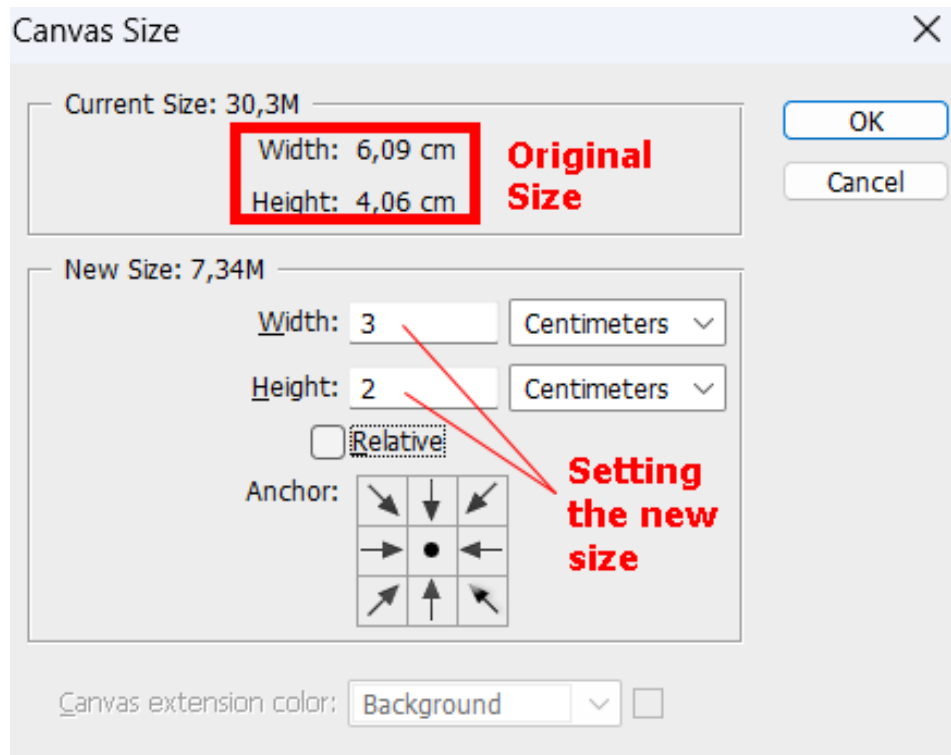 Canvas Size
Current Size: 30,3M
Width: 6,09 cm
Height: 4,06 cm
Original
Size
OK
Cancel
New Size: 7,34M
Width: 3 Centimeters
Height: 2 Centimeters
Relative
Anchor:
Setting
the new
size
Canvas extension color: Background